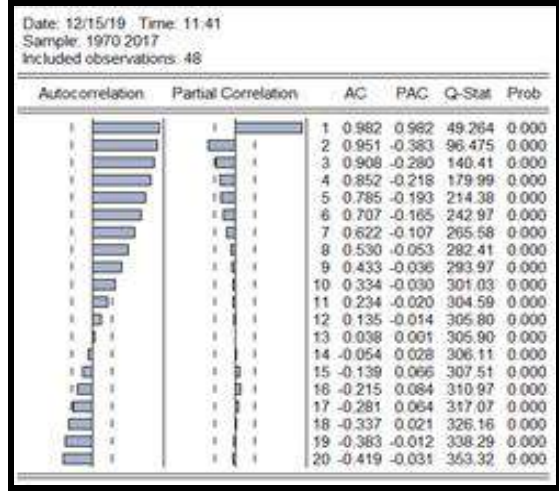 Date: 12/15/19 Time: 11:41
Sample: 1970 2017
Included observations: 48
Autocorrelation Partial Correlation AC PAC Q-Stat Prob
1 0.982 0.982 49.264 0.000
2 0.951 -0.383 96.475 0.000
3 0.908 -0.280 140.41 0.000
4 0.852 -0.218 179.99 0.000
5 0.785 -0.193 214.38 0.000
6 0.707 -0.165 242.97 0.000
7 0.622 -0.107 265.58 0.000
8 0.530 -0.053 282.41 0.000
9 0.433 -0.036 293.97 0.000
10 0.334 -0.030 301.03 0.000
11 0.234 -0.020 304.59 0.000
12 0.135 -0.014 305.80 0.000
13 0.038 0.001 305.90 0.000
14 -0.054 0.028 306.11 0.000
15 -0.139 0.066 307.51 0.000
16 -0.215 0.084 310.97 0.000
17 -0.281 0.064 317.07 0.000
18 -0.337 0.021 326.16 0.000
19 -0.383 -0.012 338.29 0.000
20 -0.419 -0.031 353.32 0.000